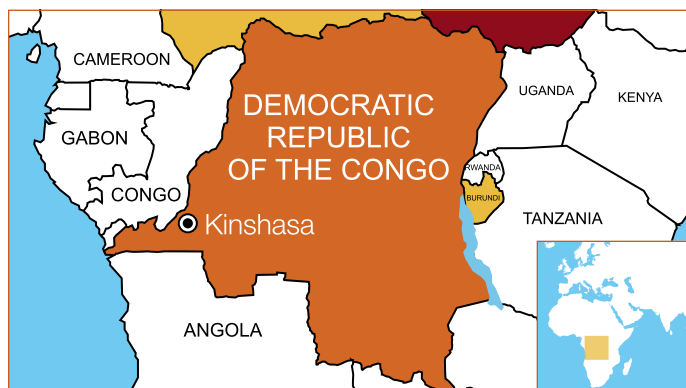 CAMEROON
DEMOCRATIC
REPUBLIC
OF THE CONGO
UGANDA
KENYA
GABON
CONGO
RWANDA
BURUNDI
Kinshasa
TANZANIA
ANGOLA